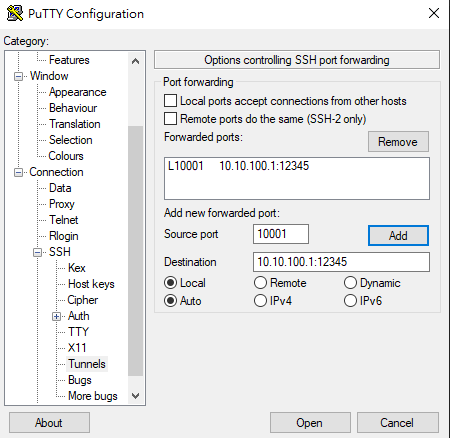 PuTTY Configuration
Category:
Features
Window
Appearance
Behaviour
Translation
Selection
Colours
Connection
Data
Proxy
Telnet
Rlogin
SSH
Kex
Host keys
Cipher
Auth
TTY
X11
Tunnels
Bugs
More bugs
Options controlling SSH port forwarding
Port forwarding
Local ports accept connections from other hosts
Remote ports do the same (SSH-2 only)
Forwarded ports:
Remove
L10001 10.10.100.1:12345
Add new forwarded port:
Source port 10001 Add
Destination 10.10.100.1:12345
Local Remote Dynamic
Auto IPv4 IPv6
About Open Cancel